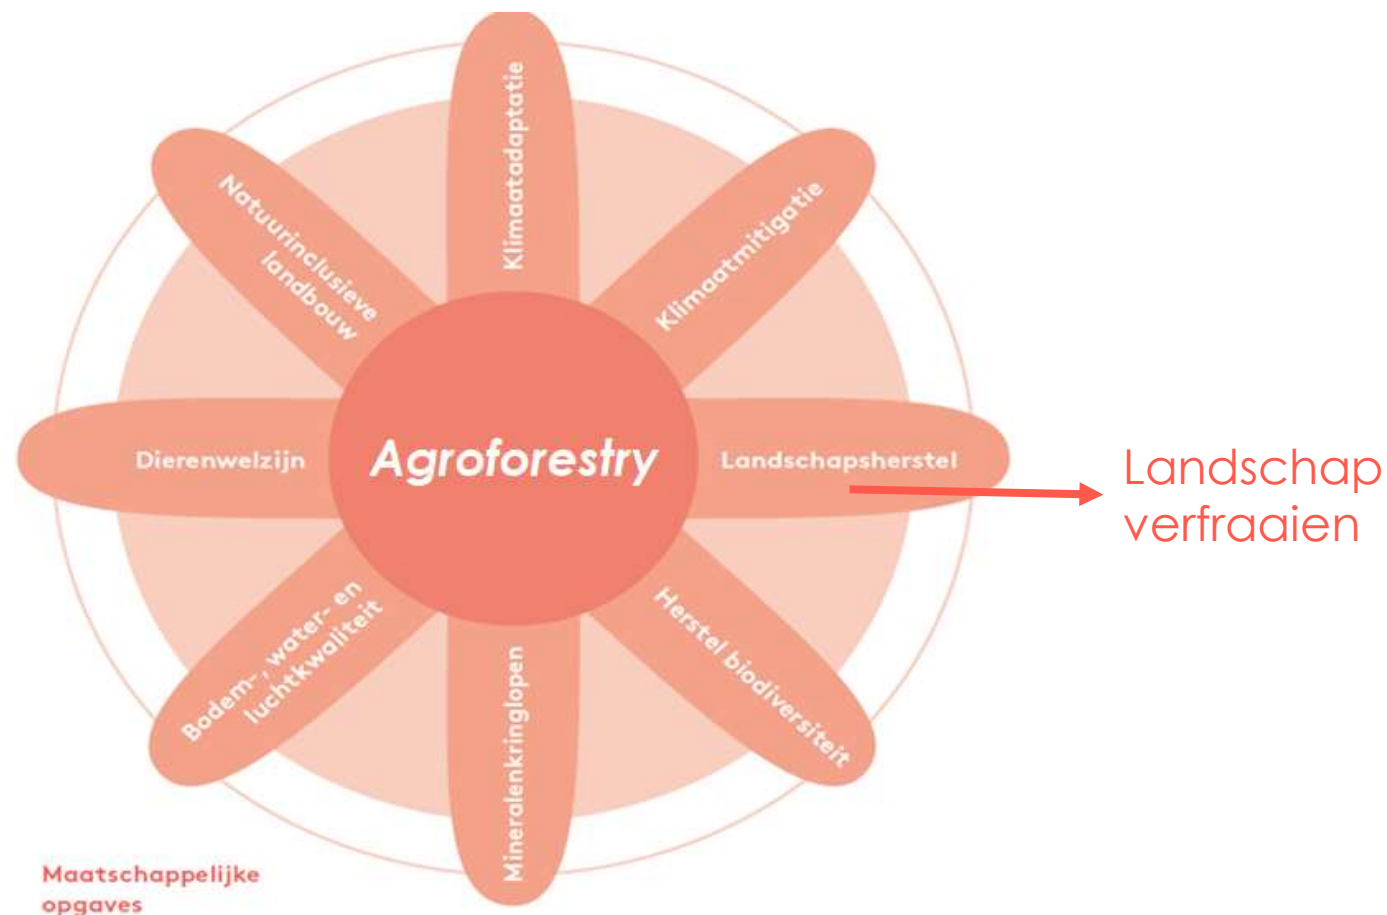 Klimaatadaptatie
Klimaatmitigatie
Natuurinclusieve
landbouw
Dierenwelzijn
Agroforestry
Landschapsherstel
Landschap
verfraaien
Bodem-, water- en
luchtkwaliteit
Mineralenkringlopen
Herstel biodiversiteit
Maatschappelijke
opgaves